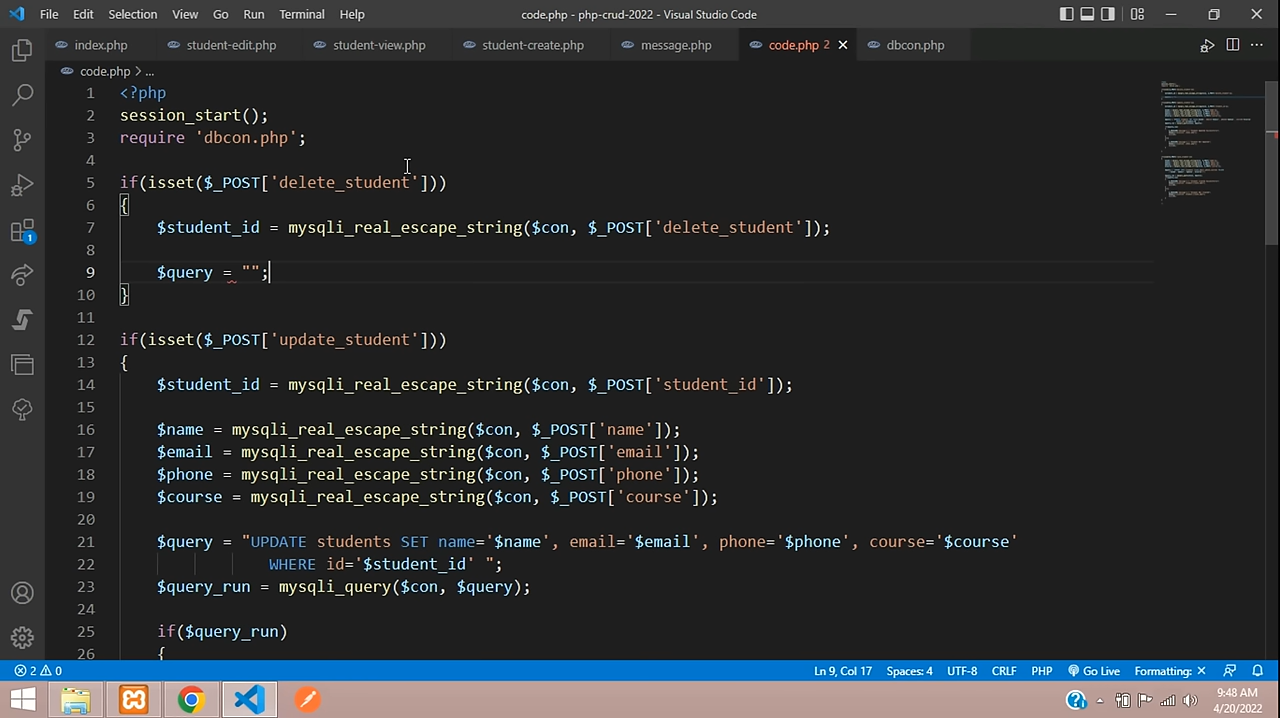 File Edit Selection View Go Run Terminal Help code.php - php-crud-2022 - Visual Studio Code
index.php student-edit.php student-view.php student-create.php message.php code.php 2 dbcon.php
code.php > ...
1 <?php
2 session_start();
3 require 'dbcon.php';
4
5 if(isset($_POST['delete_student']))
6 {
7 $student_id = mysqli_real_escape_string($con, $_POST['delete_student']);
8
9 $query = "";
10 }
11
12 if(isset($_POST['update_student']))
13 {
14 $student_id = mysqli_real_escape_string($con, $_POST['student_id']);
15
16 $name = mysqli_real_escape_string($con, $_POST['name']);
17 $email = mysqli_real_escape_string($con, $_POST['email']);
18 $phone = mysqli_real_escape_string($con, $_POST['phone']);
19 $course = mysqli_real_escape_string($con, $_POST['course']);
20
21 $query = "UPDATE students SET name='$name', email='$email', phone='$phone', course='$course'
22 WHERE id='$student_id' ";
23 $query_run = mysqli_query($con, $query);
24
25 if($query_run)
26 {
1
2 0 Ln 9, Col 17 Spaces: 4 UTF-8 CRLF PHP Go Live Formatting: ×
9:48 AM
4/20/2022